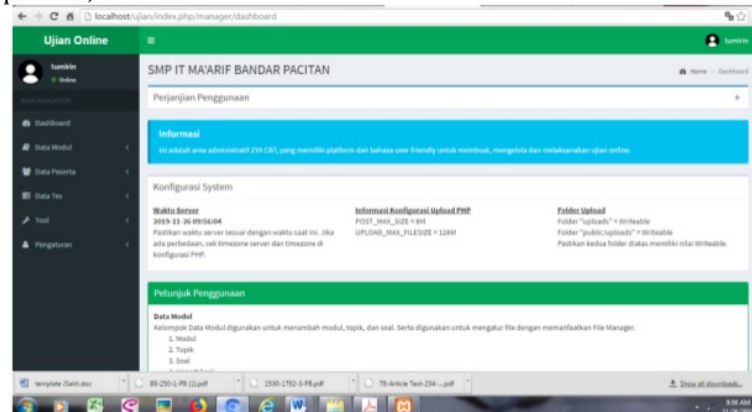 localhost/ujian/index.php/manager/dashboard
Ujian Online
tumirin
tumirin
Online
SMP IT MA'ARIF BANDAR PACITAN
Home > Dashboard
MAIN NAVIGATION
Perjanjian Penggunaan
+
Dashboard
Data Modul
Data Peserta
Data Tes
Tool
Pengaturan
Informasi
Ini adalah area administratif ZYA CBT, yang memiliki platform dan bahasa user-friendly untuk membuat, mengelola dan melaksanakan ujian online.
Konfigurasi System
Waktu Server
2019-11-26 09:56:04
Pastikan waktu server sesuai dengan waktu saat ini. Jika
ada perbedaan, cek timezone server dan timezone di
konfigurasi PHP.
Informasi Konfigurasi Upload PHP
POST_MAX_SIZE = 8M
UPLOAD_MAX_FILESIZE = 128M
Folder Upload
Folder "uploads" = Writeable
Folder "public/uploads" = Writeable
Pastikan kedua folder diatas memiliki nilai Writeable.
Petunjuk Penggunaan
Data Modul
Kelompok Data Modul digunakan untuk menambah modul, topik, dan soal. Serta digunakan untuk mengatur file dengan memanfaatkan File Manager.
1. Modul
2. Topik
3. Soal
template JSakti.doc
89-250-1-PB (1).pdf
1530-1792-3-PB.pdf
78-Article Text-234-....pdf
Show all downloads...
9:56 AM